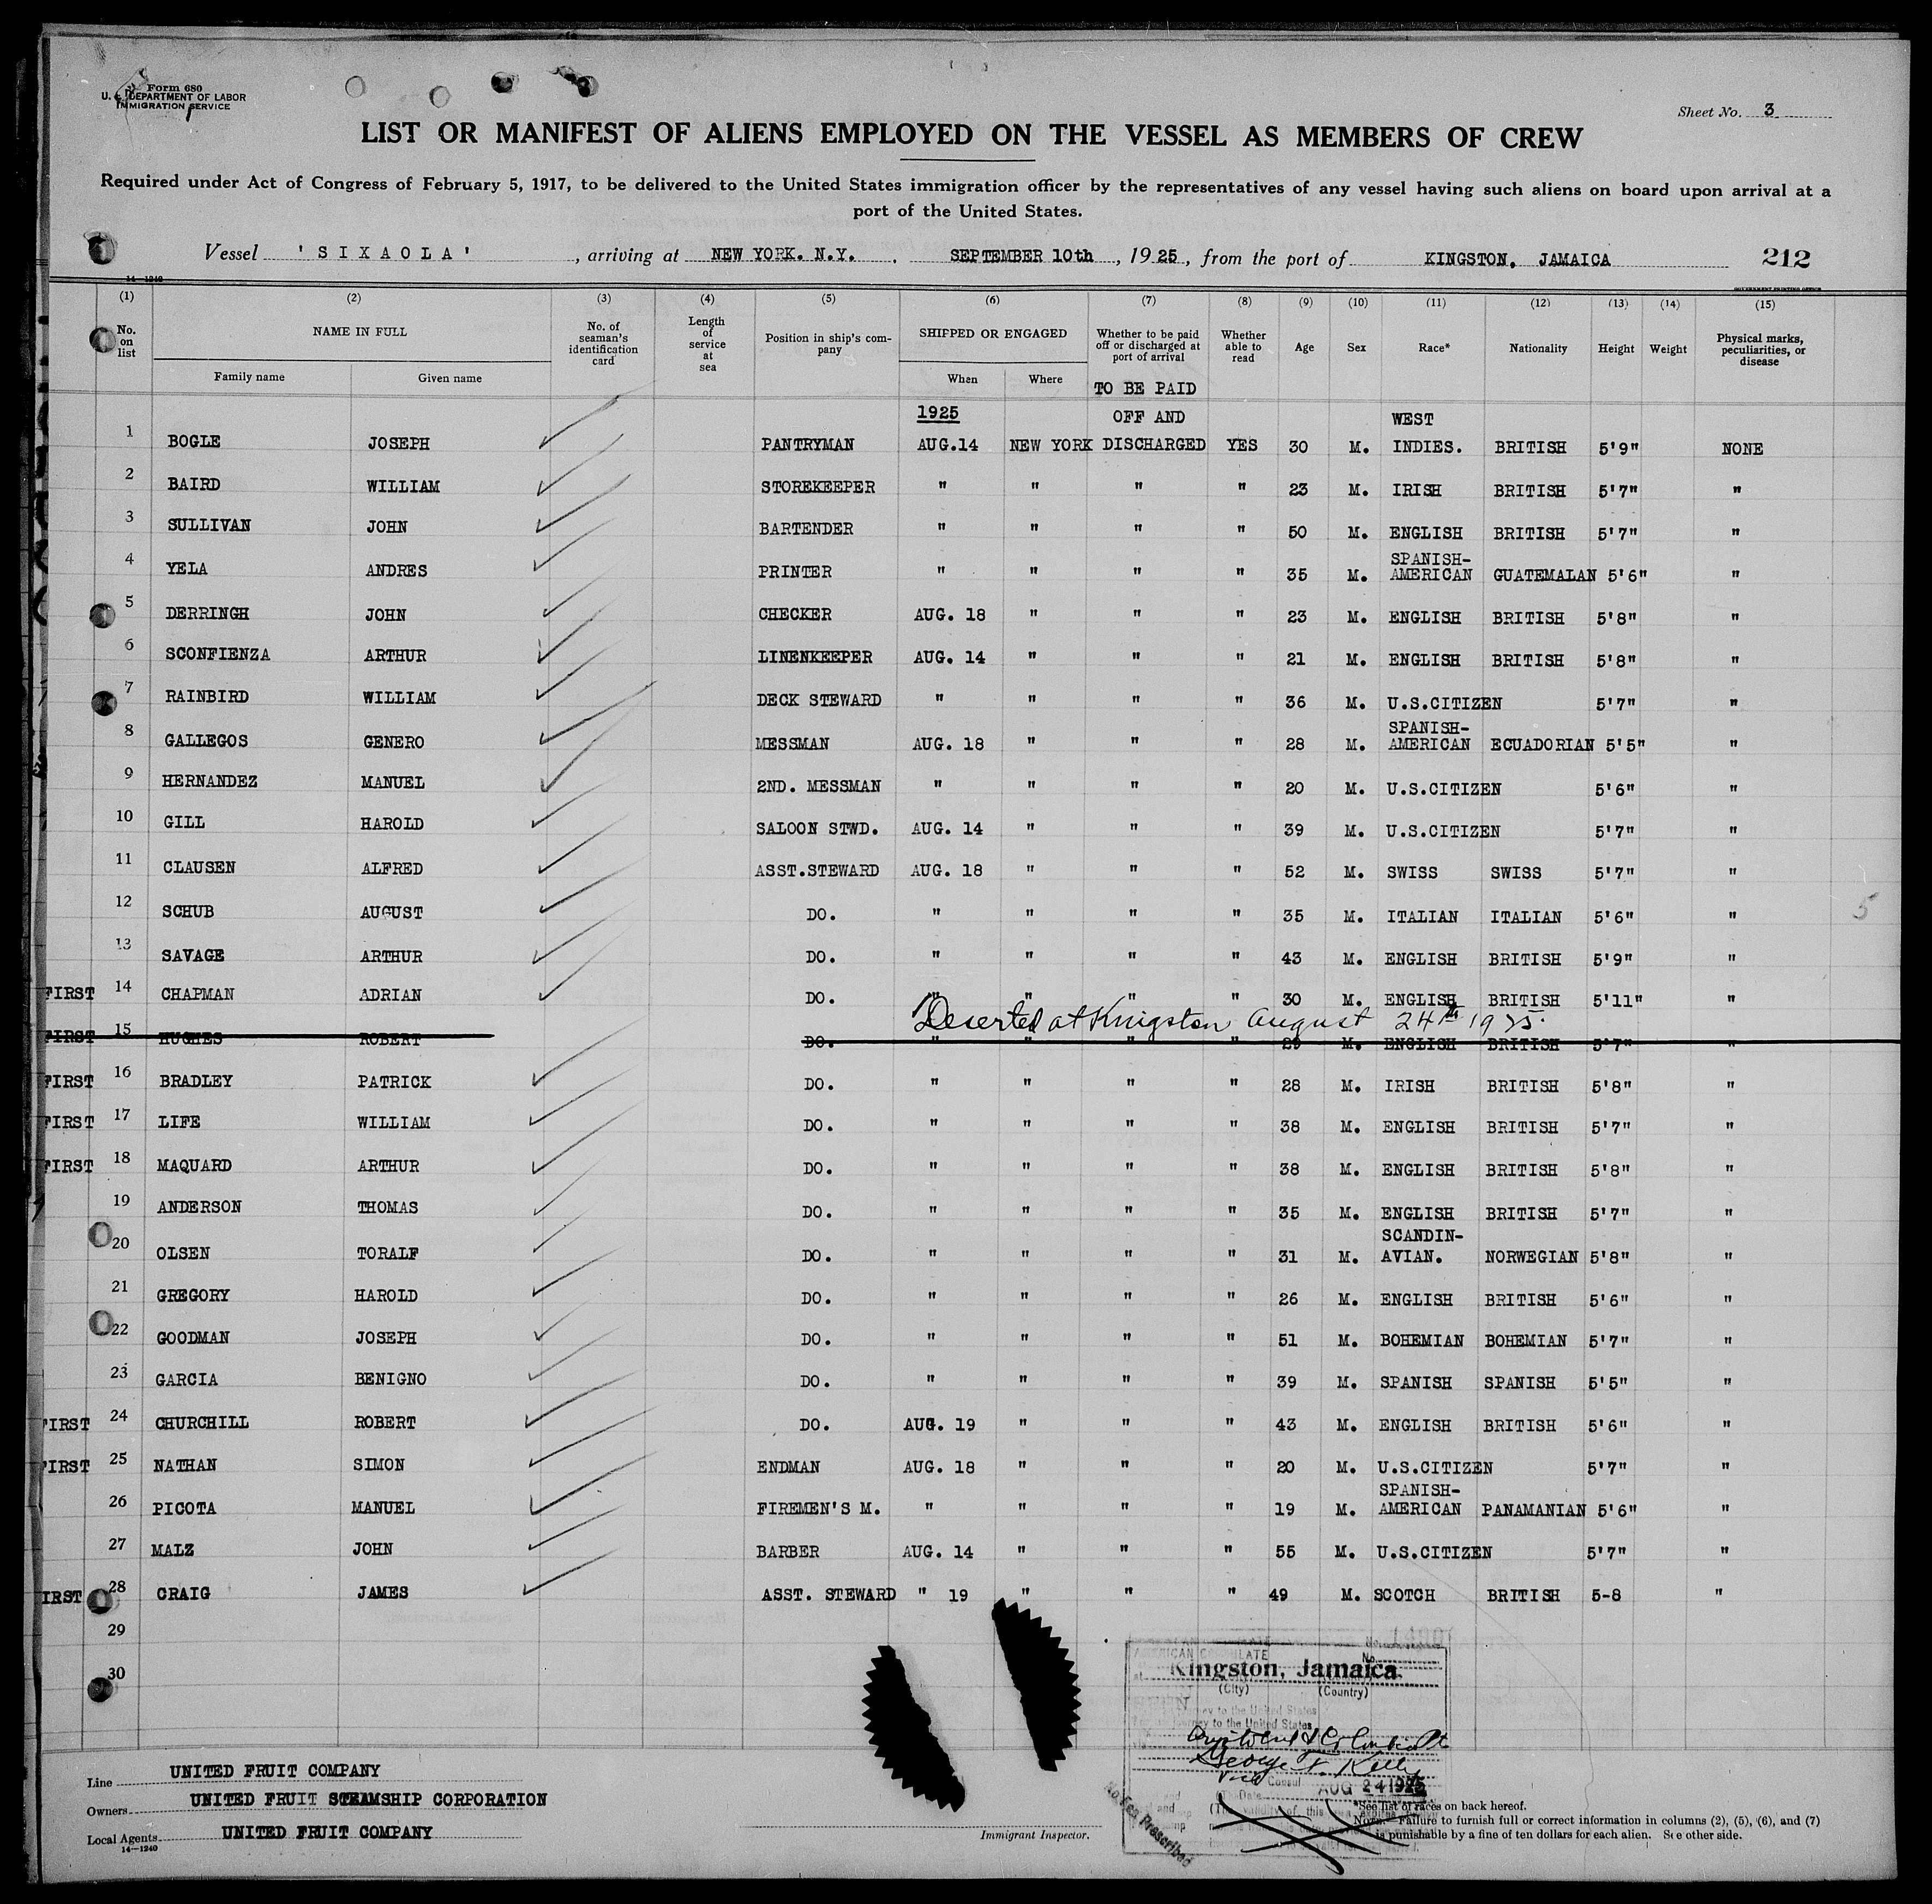 Form 680
U. S. DEPARTMENT OF LABOR
IMMIGRATION SERVICE
Sheet No. 3
LIST OR MANIFEST OF ALIENS EMPLOYED ON THE VESSEL AS MEMBERS OF CREW
Required under Act of Congress of February 5, 1917, to be delivered to the United States immigration officer by the representatives of any vessel having such aliens on board upon arrival at a
port of the United States.
Vessel 'SIXAOLA', arriving at NEW YORK. N.Y. SEPTEMBER 10th, 1925, from the port of KINGSTON, JAMAICA 212
14—1240
GOVERNMENT PRINTING OFFICE
(1) (2) (3) (4) (5) (6) (7) (8) (9) (10) (11) (12) (13) (14) (15)
No. on list NAME IN FULL No. of seaman's identification card Length of service at sea Position in ship's company SHIPPED OR ENGAGED Whether to be paid off or discharged at port of arrival Whether able to read Age Sex Race* Nationality Height Weight Physical marks, peculiarities, or disease
Family name Given name When Where
TO BE PAID
1925 OFF AND WEST
1 BOGLE JOSEPH PANTRYMAN AUG.14 NEW YORK DISCHARGED YES 30 M. INDIES. BRITISH 5'9" NONE
2 BAIRD WILLIAM STOREKEEPER " " " " 23 M. IRISH BRITISH 5'7" "
3 SULLIVAN JOHN BARTENDER " " " " 50 M. ENGLISH BRITISH 5'7" "
4 YELA ANDRES PRINTER " " " " 35 M. SPANISH-AMERICAN GUATEMALAN 5'6" "
5 DERRINGH JOHN CHECKER AUG. 18 " " " 23 M. ENGLISH BRITISH 5'8" "
6 SCONFIENZA ARTHUR LINENKEEPER AUG. 14 " " " 21 M. ENGLISH BRITISH 5'8" "
7 RAINBIRD WILLIAM DECK STEWARD " " " " 36 M. U.S.CITIZEN 5'7" "
8 GALLEGOS GENERO MESSMAN AUG. 18 " " " 28 M. SPANISH-AMERICAN ECUADORIAN 5'5" "
9 HERNANDEZ MANUEL 2ND. MESSMAN " " " " 20 M. U.S.CITIZEN 5'6" "
10 GILL HAROLD SALOON STWD. AUG. 14 " " " 39 M. U.S.CITIZEN 5'7" "
11 CLAUSEN ALFRED ASST.STEWARD AUG. 18 " " " 52 M. SWISS SWISS 5'7" "
12 SCHUB AUGUST DO. " " " " 35 M. ITALIAN ITALIAN 5'6" " 5
13 SAVAGE ARTHUR DO. " " " " 43 M. ENGLISH BRITISH 5'9" "
FIRST 14 CHAPMAN ADRIAN DO. " " " " 30 M. ENGLISH BRITISH 5'11" "
Deserted at Kingston August 24th 1925.
FIRST 15 HUGHES ROBERT DO. " " " " 29 M. ENGLISH BRITISH 5'7" "
FIRST 16 BRADLEY PATRICK DO. " " " " 28 M. IRISH BRITISH 5'8" "
FIRST 17 LIFE WILLIAM DO. " " " " 38 M. ENGLISH BRITISH 5'7" "
FIRST 18 MAQUARD ARTHUR DO. " " " " 38 M. ENGLISH BRITISH 5'8" "
19 ANDERSON THOMAS DO. " " " " 35 M. ENGLISH BRITISH 5'7" "
20 OLSEN TORALF DO. " " " " 31 M. SCANDIN-AVIAN. NORWEGIAN 5'8" "
21 GREGORY HAROLD DO. " " " " 26 M. ENGLISH BRITISH 5'6" "
22 GOODMAN JOSEPH DO. " " " " 51 M. BOHEMIAN BOHEMIAN 5'7" "
23 GARCIA BENIGNO DO. " " " " 39 M. SPANISH SPANISH 5'5" "
FIRST 24 CHURCHILL ROBERT DO. AUG. 19 " " " 43 M. ENGLISH BRITISH 5'6" "
FIRST 25 NATHAN SIMON ENDMAN AUG. 18 " " " 20 M. U.S.CITIZEN 5'7" "
26 PICOTA MANUEL FIREMEN'S M. " " " " 19 M. SPANISH-AMERICAN PANAMANIAN 5'6" "
27 MALZ JOHN BARBER AUG. 14 " " " 55 M. U.S.CITIZEN 5'7" "
IRST 28 CRAIG JAMES ASST. STEWARD " 19 " " " 49 M. SCOTCH BRITISH 5-8 "
29
30
AMERICAN CONSULATE
Kingston, Jamaica
(City) (Country)
journey to the United States
George F. Kelly
Vice Consul AUG 24 1925
No Fee Prescribed
Line UNITED FRUIT COMPANY
Owners UNITED FRUIT STEAMSHIP CORPORATION
Local Agents UNITED FRUIT COMPANY
14—1240
Immigrant Inspector.
*See list of races on back hereof.
NOTE.—Failure to furnish full or correct information in columns (2), (5), (6), and (7)
is punishable by a fine of ten dollars for each alien. See other side.